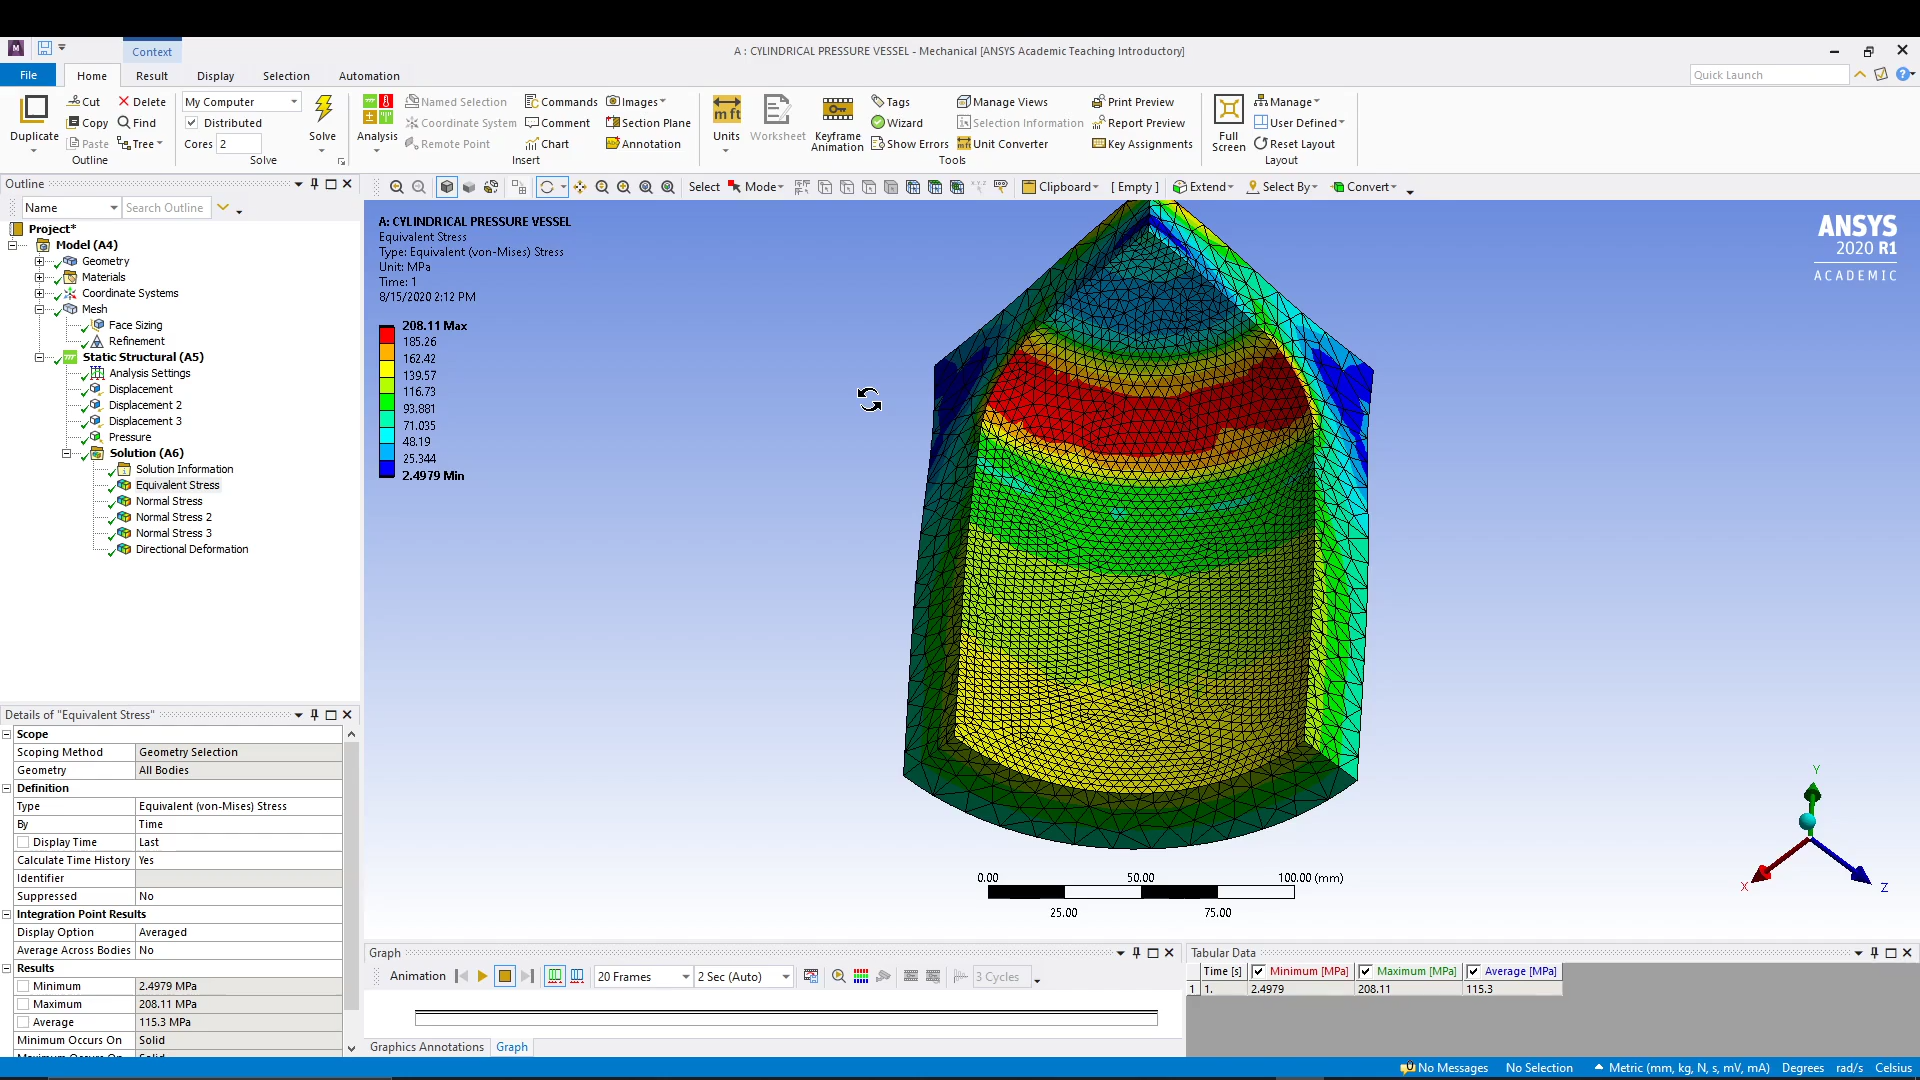 Context
A : CYLINDRICAL PRESSURE VESSEL - Mechanical [ANSYS Academic Teaching Introductory]
File Home Result Display Selection Automation
Quick Launch
Duplicate
Cut
Copy
Paste
Delete
Find
Tree
Outline
My Computer
Distributed
Cores 2
Solve
Solve
Analysis
Named Selection
Coordinate System
Remote Point
Commands
Comment
Chart
Images
Section Plane
Annotation
Insert
Units
Worksheet
Keyframe
Animation
Tags
Wizard
Show Errors
Manage Views
Selection Information
Unit Converter
Print Preview
Report Preview
Key Assignments
Tools
Full
Screen
Manage
User Defined
Reset Layout
Layout
Outline
Name Search Outline
Select Mode Clipboard [ Empty ] Extend Select By Convert
Project*
Model (A4)
Geometry
Materials
Coordinate Systems
Mesh
Face Sizing
Refinement
Static Structural (A5)
Analysis Settings
Displacement
Displacement 2
Displacement 3
Pressure
Solution (A6)
Solution Information
Equivalent Stress
Normal Stress
Normal Stress 2
Normal Stress 3
Directional Deformation
A: CYLINDRICAL PRESSURE VESSEL
Equivalent Stress
Type: Equivalent (von-Mises) Stress
Unit: MPa
Time: 1
8/15/2020 2:12 PM
208.11 Max
185.26
162.42
139.57
116.73
93.881
71.035
48.19
25.344
2.4979 Min
ANSYS
2020 R1
ACADEMIC
0.00 50.00 100.00 (mm)
25.00 75.00
Y
X
Z
Details of "Equivalent Stress"
Scope
Scoping Method Geometry Selection
Geometry All Bodies
Definition
Type Equivalent (von-Mises) Stress
By Time
Display Time Last
Calculate Time History Yes
Identifier
Suppressed No
Integration Point Results
Display Option Averaged
Average Across Bodies No
Results
Minimum 2.4979 MPa
Maximum 208.11 MPa
Average 115.3 MPa
Minimum Occurs On Solid
Graph
Animation 20 Frames 2 Sec (Auto) 3 Cycles
Graphics Annotations Graph
Tabular Data
Time [s] Minimum [MPa] Maximum [MPa] Average [MPa]
1 1. 2.4979 208.11 115.3
No Messages No Selection Metric (mm, kg, N, s, mV, mA) Degrees rad/s Celsius